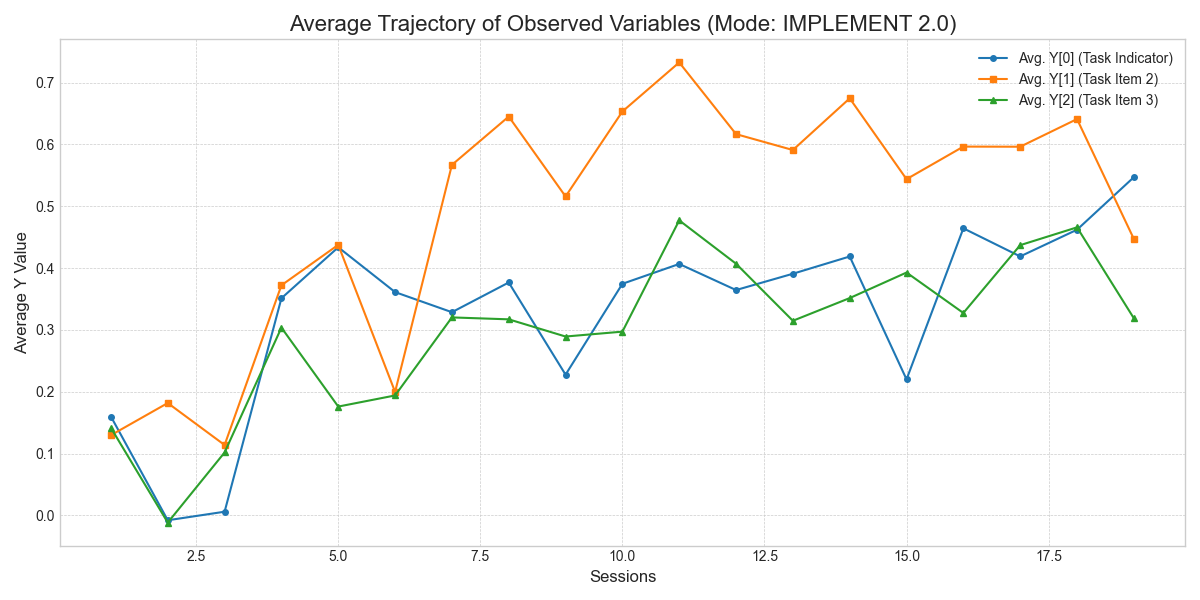 Average Trajectory of Observed Variables (Mode: IMPLEMENT 2.0)
Avg. Y[0] (Task Indicator)
Avg. Y[1] (Task Item 2)
Avg. Y[2] (Task Item 3)
Average Y Value
0.7
0.6
0.5
0.4
0.3
0.2
0.1
0.0
2.5 5.0 7.5 10.0 12.5 15.0 17.5
Sessions